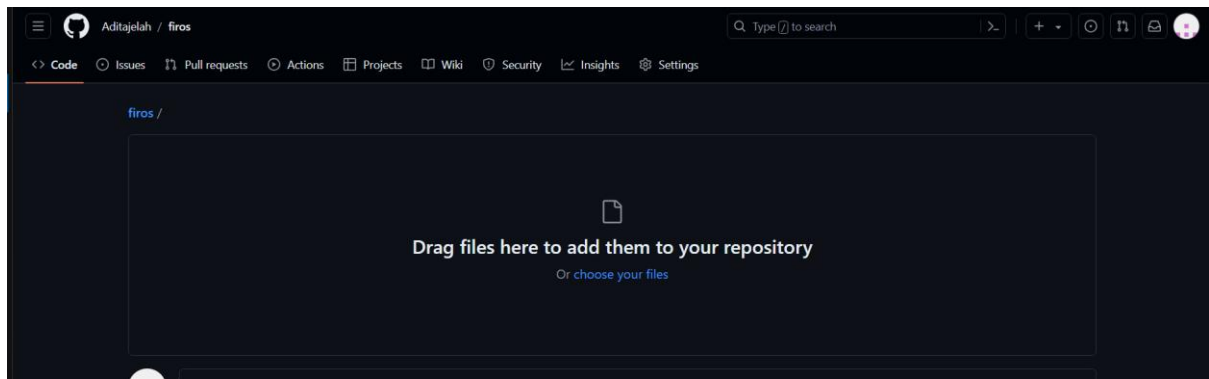 Aditajelah / firos
Type / to search
<> Code Issues Pull requests Actions Projects Wiki Security Insights Settings
firos /
Drag files here to add them to your repository
Or choose your files